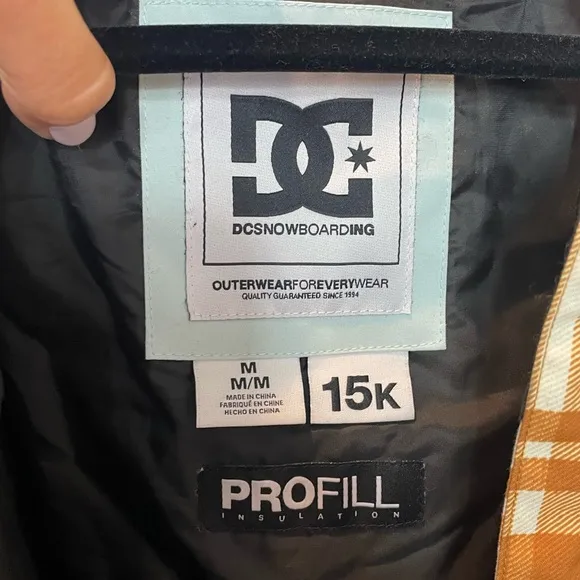 DC
DCSNOWBOARDING
OUTERWEARFOREVERYWEAR
QUALITY GUARANTEED SINCE 1994
M
M/M
MADE IN CHINA
FABRIQUÉ EN CHINE
HECHO EN CHINA
15K
PROFILL
INSULATION